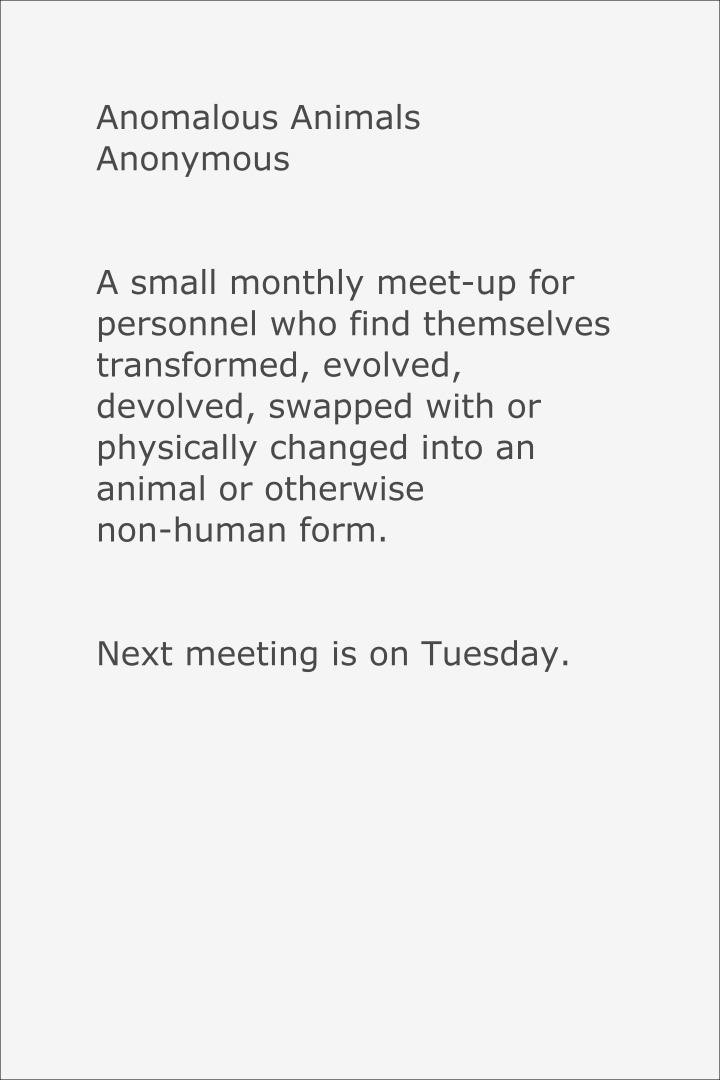 Anomalous Animals
Anonymous
A small monthly meet-up for
personnel who find themselves
transformed, evolved,
devolved, swapped with or
physically changed into an
animal or otherwise
non-human form.
Next meeting is on Tuesday.